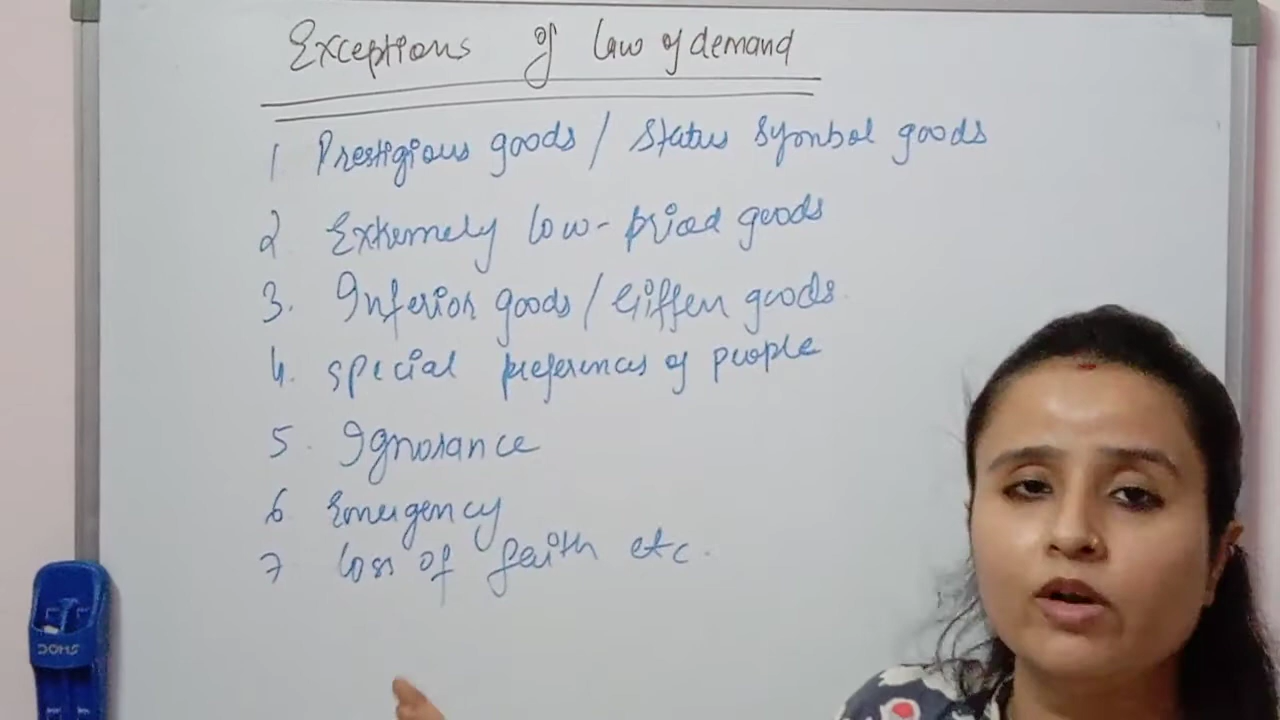 Exceptions of law of demand
1 Prestigious goods / Status Symbol goods
2 Extremely low-priced goods
3. Inferior goods / Giffen goods
4. special preferences of people
5. Ignorance
6 Emergency
7 loss of faith etc.